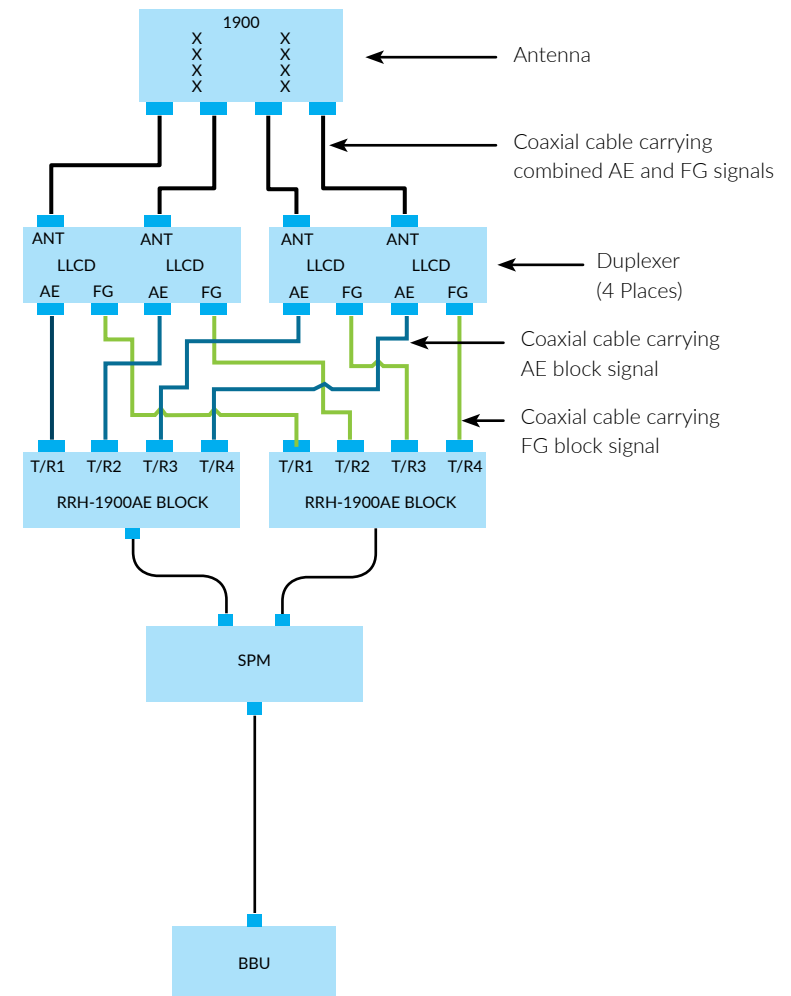 1900
X X
X X
X X
X X
Antenna
Coaxial cable carrying
combined AE and FG signals
ANT ANT ANT ANT
LLCD LLCD LLCD LLCD
AE FG AE FG AE FG AE FG
Duplexer
(4 Places)
Coaxial cable carrying
AE block signal
Coaxial cable carrying
FG block signal
T/R1 T/R2 T/R3 T/R4 T/R1 T/R2 T/R3 T/R4
RRH-1900AE BLOCK RRH-1900AE BLOCK
SPM
BBU